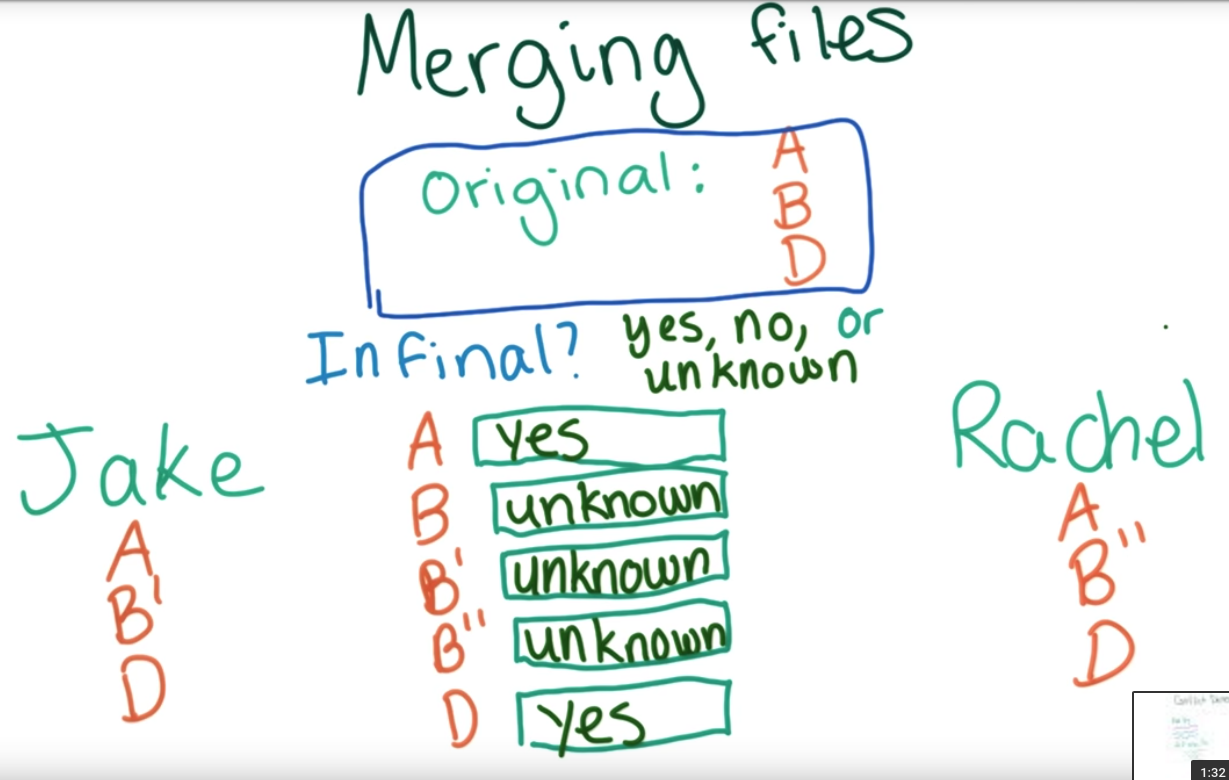 Merging files
Original: A
B
D
In final? yes, no, or
unknown
Jake
A
B'
D
A yes
B unknown
B' unknown
B'' unknown
D yes
Rachel
A
B''
D
1:32